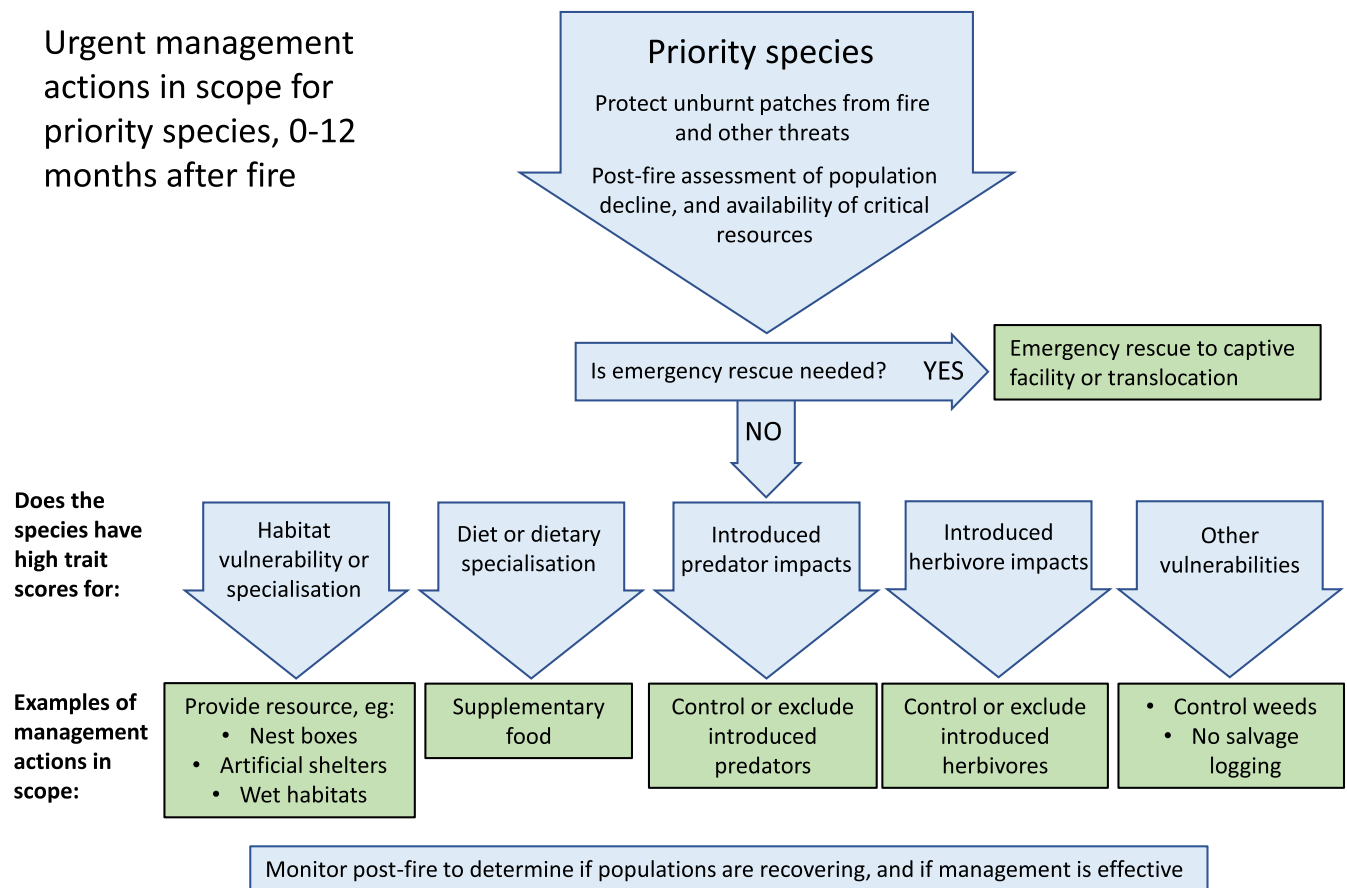 Urgent management
actions in scope for
priority species, 0-12
months after fire
Priority species
Protect unburnt patches from fire
and other threats
Post-fire assessment of population
decline, and availability of critical
resources
Is emergency rescue needed? YES
Emergency rescue to captive
facility or translocation
NO
Does the
species have
high trait
scores for:
Habitat
vulnerability or
specialisation
Diet or dietary
specialisation
Introduced
predator impacts
Introduced
herbivore impacts
Other
vulnerabilities
Examples of
management
actions in
scope:
Provide resource, eg:
• Nest boxes
• Artificial shelters
• Wet habitats
Supplementary
food
Control or exclude
introduced
predators
Control or exclude
introduced
herbivores
• Control weeds
• No salvage
logging
Monitor post-fire to determine if populations are recovering, and if management is effective